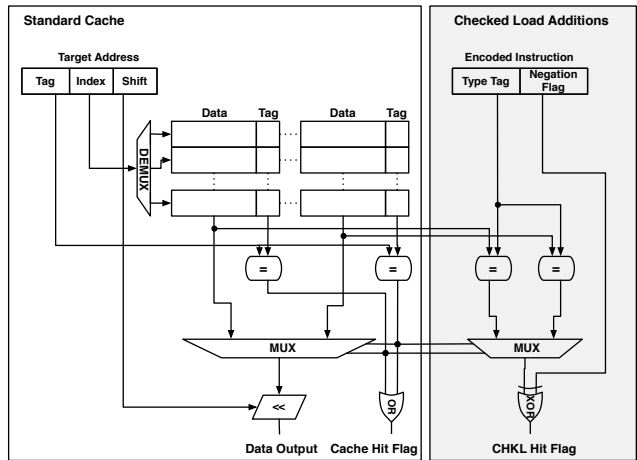 Standard Cache
Checked Load Additions
Target Address
Encoded Instruction
Tag Index Shift
Type Tag
Negation
Flag
Data Tag Data Tag
DEMUX
= = = =
MUX MUX
<< OR XOR
Data Output Cache Hit Flag CHKL Hit Flag